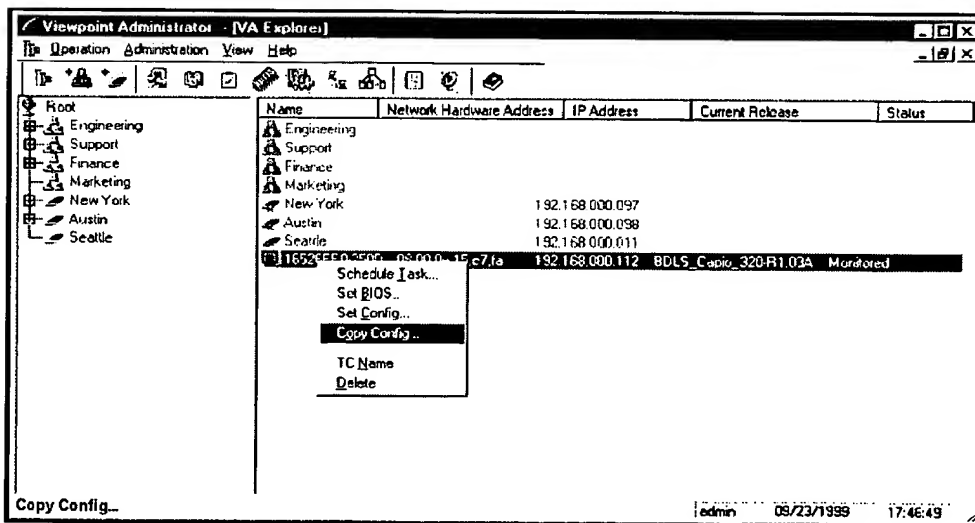 Viewpoint Administrator - [VA Explorer]
Operation Administration View Help
Root
Engineering
Support
Finance
Marketing
New York
Austin
Seattle
Name Network Hardware Address IP Address Current Release Status
Engineering
Support
Finance
Marketing
New York 192.168.000.097
Austin 192.168.000.098
Seattle 192.168.000.011
192.168.000.112 BDLS_Capio_320-R1.03A Monitored
Schedule Task...
Set BIOS..
Set Config...
Copy Config...
TC Name
Delete
Copy Config...
admin 09/23/1999 17:46:49